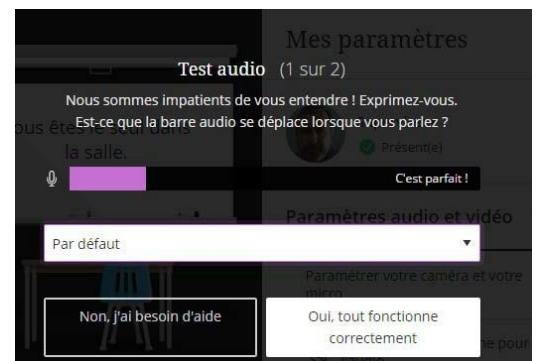 Mes paramètres
Test audio (1 sur 2)
Nous sommes impatients de vous entendre ! Exprimez-vous.
Est-ce que la barre audio se déplace lorsque vous parlez ?
ous êtes le seul dans
la salle.
Présent(e)
C'est parfait !
Paramètres audio et vidéo
Par défaut
Paramétrer votre caméra et votre
micro
Non, j'ai besoin d'aide
Oui, tout fonctionne
correctement
ne pour